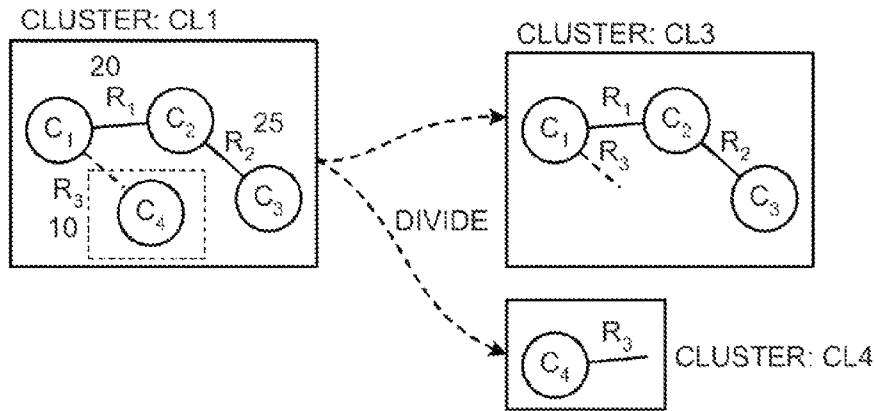 CLUSTER: CL1
20
R₁
C₁
C₂
25
R₂
R₃
10
C₄
C₃
DIVIDE
CLUSTER: CL3
R₁
C₁
C₂
R₃
R₂
C₃
R₃
C₄
CLUSTER: CL4